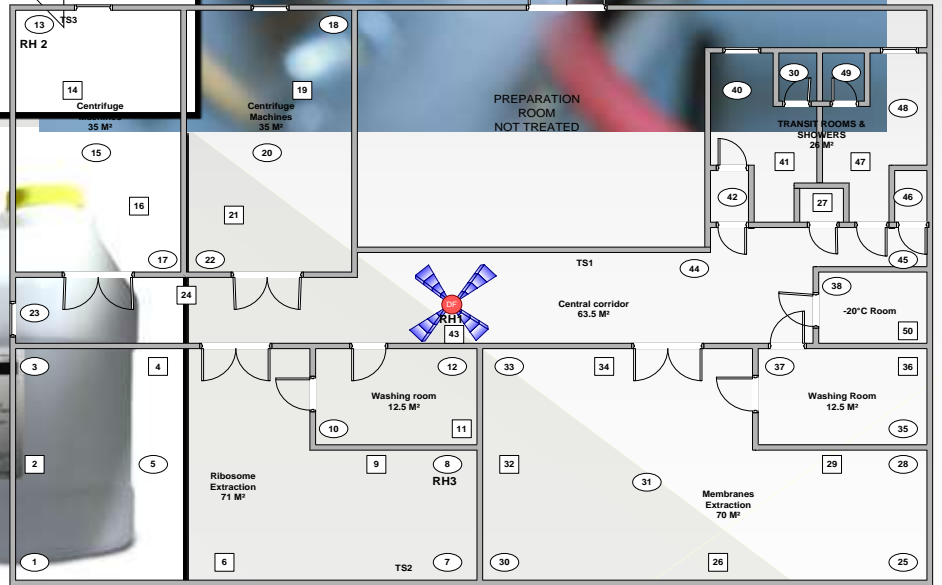 13
TS3
RH 2
14
Centrifuge
Machines
35 M²
15
16
17
18
19
Centrifuge
Machines
35 M²
20
21
22
PREPARATION
ROOM
NOT TREATED
40
30
49
48
TRANSIT ROOMS &
SHOWERS
26 M²
41
47
42
27
46
45
TS1
44
24
23
DF
RH1
43
Central corridor
63.5 M²
38
-20°C Room
50
3
4
12
33
34
37
36
Washing room
12.5 M²
Washing Room
12.5 M²
10
11
35
2
5
9
8
RH3
32
29
28
Ribosome
Extraction
71 M²
31
Membranes
Extraction
70 M²
1
6
TS2
7
30
26
25